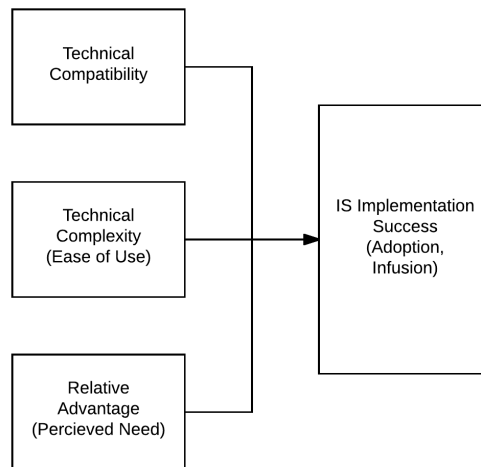 Technical
Compatibility
Technical
Complexity
(Ease of Use)
Relative
Advantage
(Percieved Need)
IS Implementation
Success
(Adoption,
Infusion)